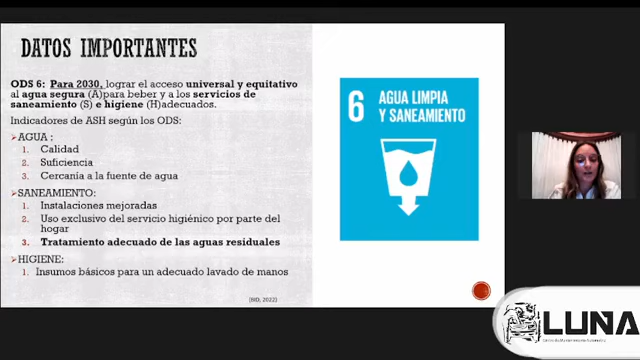 DATOS IMPORTANTES
ODS 6: Para 2030, lograr el acceso universal y equitativo
al agua segura (A)para beber y a los servicios de
saneamiento (S) e higiene (H)adecuados.
Indicadores de ASH según los ODS:
➢AGUA :
1. Calidad
2. Suficiencia
3. Cercanía a la fuente de agua
➢SANEAMIENTO:
1. Instalaciones mejoradas
2. Uso exclusivo del servicio higiénico por parte del
hogar
3. Tratamiento adecuado de las aguas residuales
➢HIGIENE:
1. Insumos básicos para un adecuado lavado de manos
2022)
6 AGUA LIMPIA
Y SANEAMIENTO
LUNA